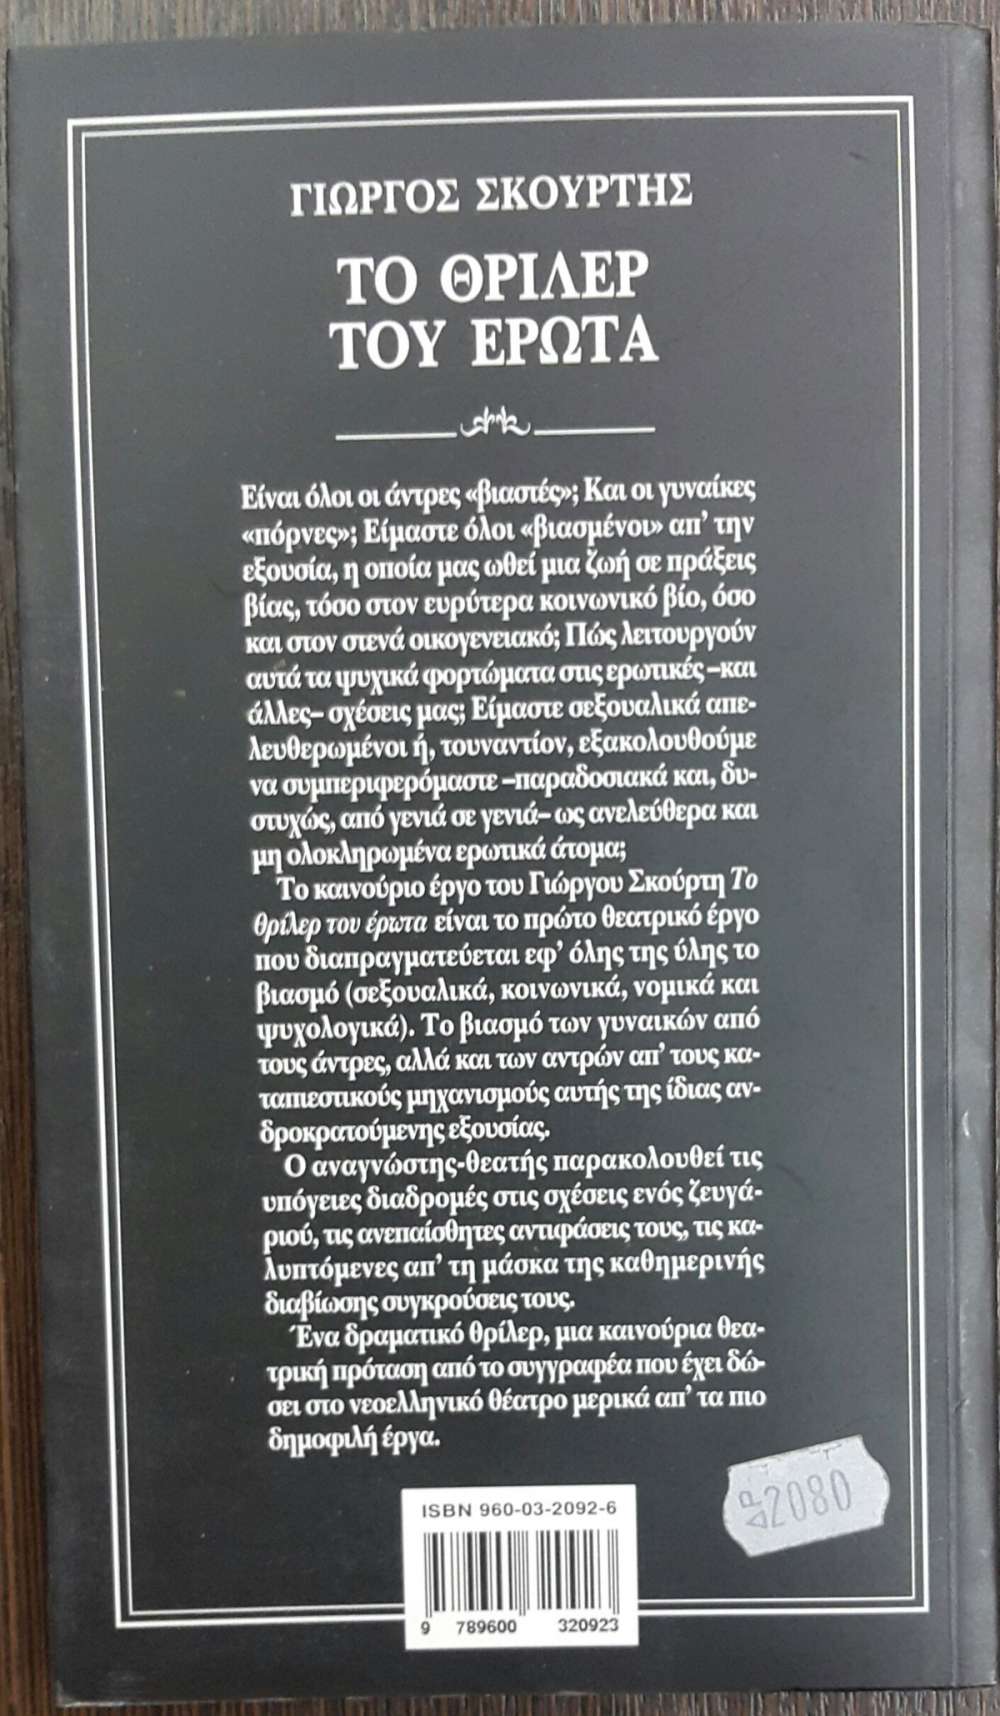 ΓΙΩΡΓΟΣ ΣΚΟΥΡΤΗΣ
ΤΟ ΘΡΙΛΕΡ
ΤΟΥ ΕΡΩΤΑ
Είναι όλοι οι άντρες «βιαστές»; Και οι γυναίκες
«πόρνες»; Είμαστε όλοι «βιασμένοι» απ’ την
εξουσία, η οποία μας ωθεί μια ζωή σε πράξεις
βίας, τόσο στον ευρύτερα κοινωνικό βίο, όσο
και στον στενά οικογενειακό; Πώς λειτουργούν
αυτά τα ψυχικά φορτώματα στις ερωτικές –και
άλλες– σχέσεις μας; Είμαστε σεξουαλικά απε-
λευθερωμένοι ή, τουναντίον, εξακολουθούμε
να συμπεριφερόμαστε –παραδοσιακά και, δυ-
στυχώς, από γενιά σε γενιά– ως ανελεύθερα και
μη ολοκληρωμένα ερωτικά άτομα;
Το καινούριο έργο του Γιώργου Σκούρτη Το
θρίλερ του έρωτα είναι το πρώτο θεατρικό έργο
που διαπραγματεύεται εφ’ όλης της ύλης το
βιασμό (σεξουαλικά, κοινωνικά, νομικά και
ψυχολογικά). Το βιασμό των γυναικών από
τους άντρες, αλλά και των αντρών απ’ τους κα-
ταπιεστικούς μηχανισμούς αυτής της ίδιας αν-
δροκρατούμενης εξουσίας.
Ο αναγνώστης-θεατής παρακολουθεί τις
υπόγειες διαδρομές στις σχέσεις ενός ζευγα-
ριού, τις ανεπαίσθητες αντιφάσεις τους, τις κα-
λυπτόμενες απ’ τη μάσκα της καθημερινής
διαβίωσης συγκρούσεις τους.
Ένα δραματικό θρίλερ, μια καινούρια θεα-
τρική πρόταση από το συγγραφέα που έχει δώ-
σει στο νεοελληνικό θέατρο μερικά απ’ τα πιο
δημοφιλή έργα.
ΔΡ 2080
ISBN 960-03-2092-6
9 789600 320923